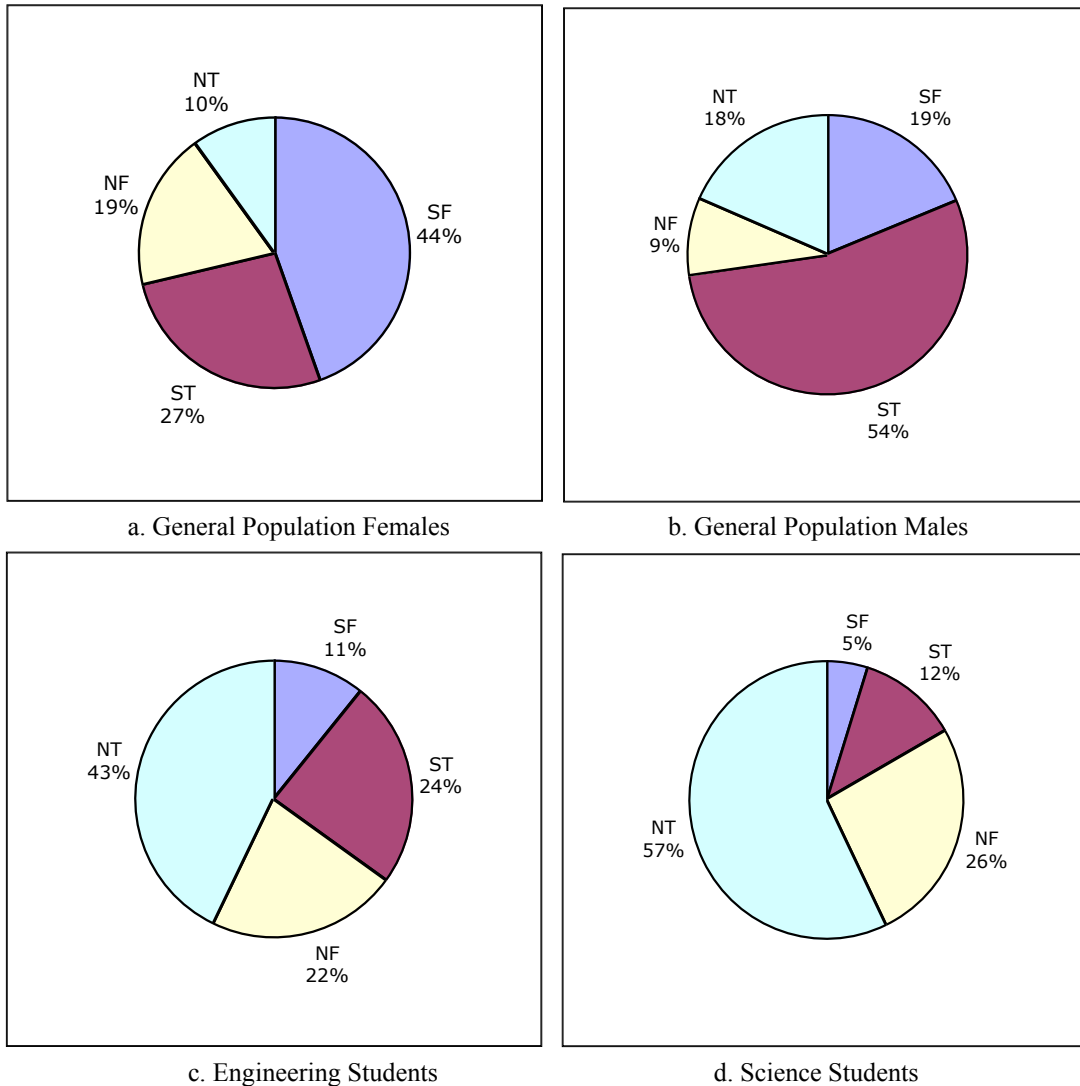 NT
10%
SF
44%
NF
19%
ST
27%
a. General Population Females
NT
18%
SF
19%
NF
9%
ST
54%
b. General Population Males
SF
11%
NT
43%
ST
24%
NF
22%
c. Engineering Students
SF
5%
ST
12%
NT
57%
NF
26%
d. Science Students